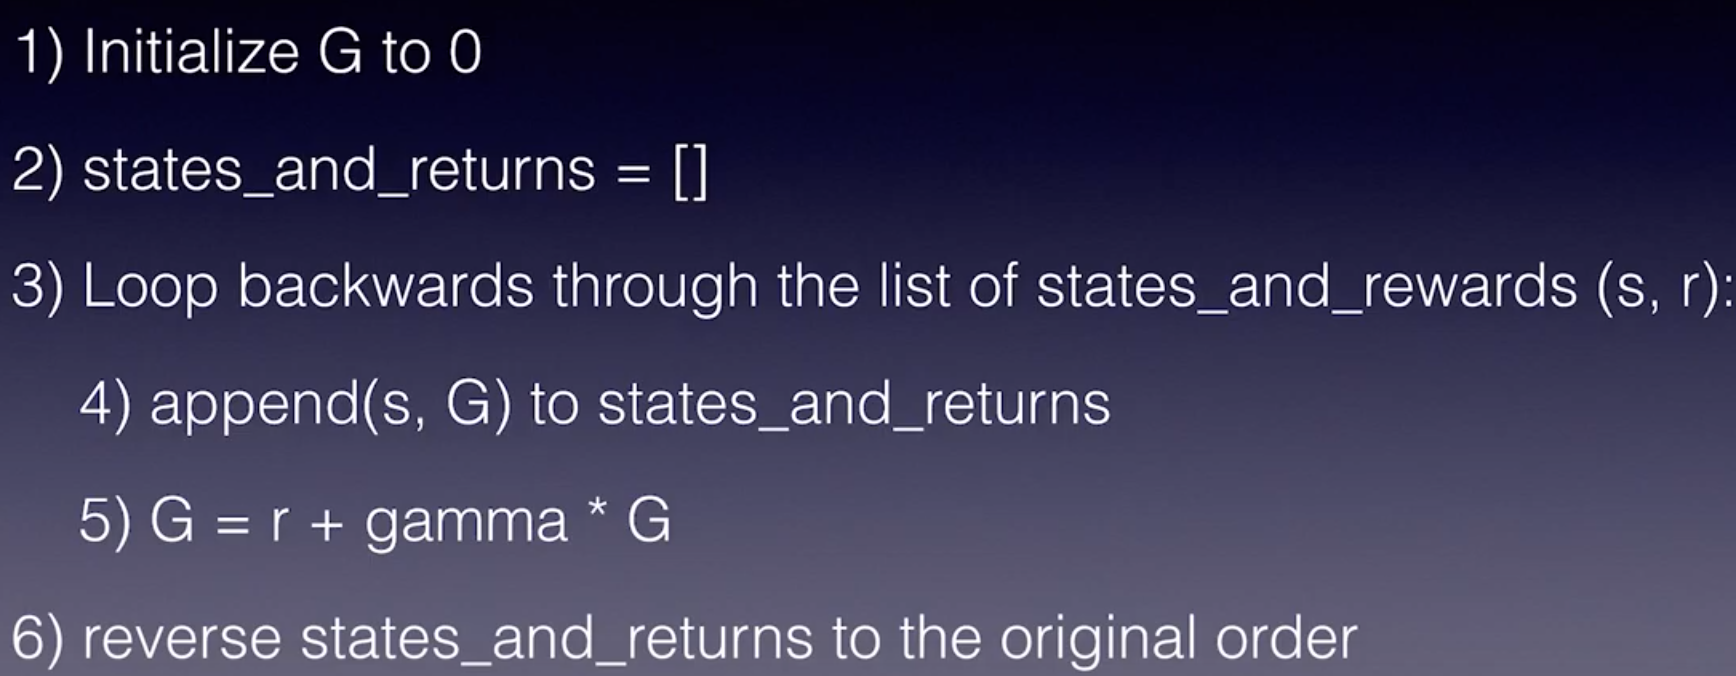 1) Initialize G to 0
2) states_and_returns = []
3) Loop backwards through the list of states_and_rewards (s, r):
4) append(s, G) to states_and_returns
5) G = r + gamma * G
6) reverse states_and_returns to the original order